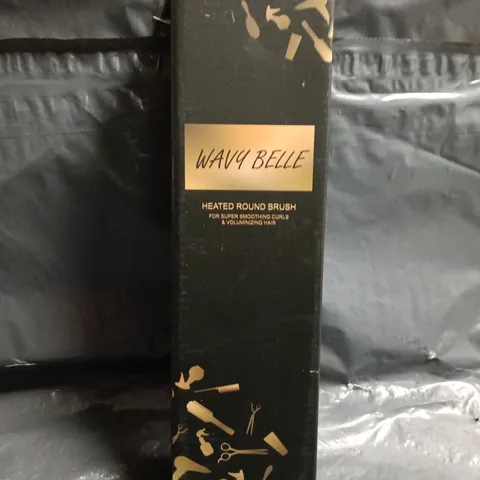 WAVY BELLE
HEATED ROUND BRUSH
FOR SUPER SMOOTHING CURLS
& VOLUMINIZING HAIR